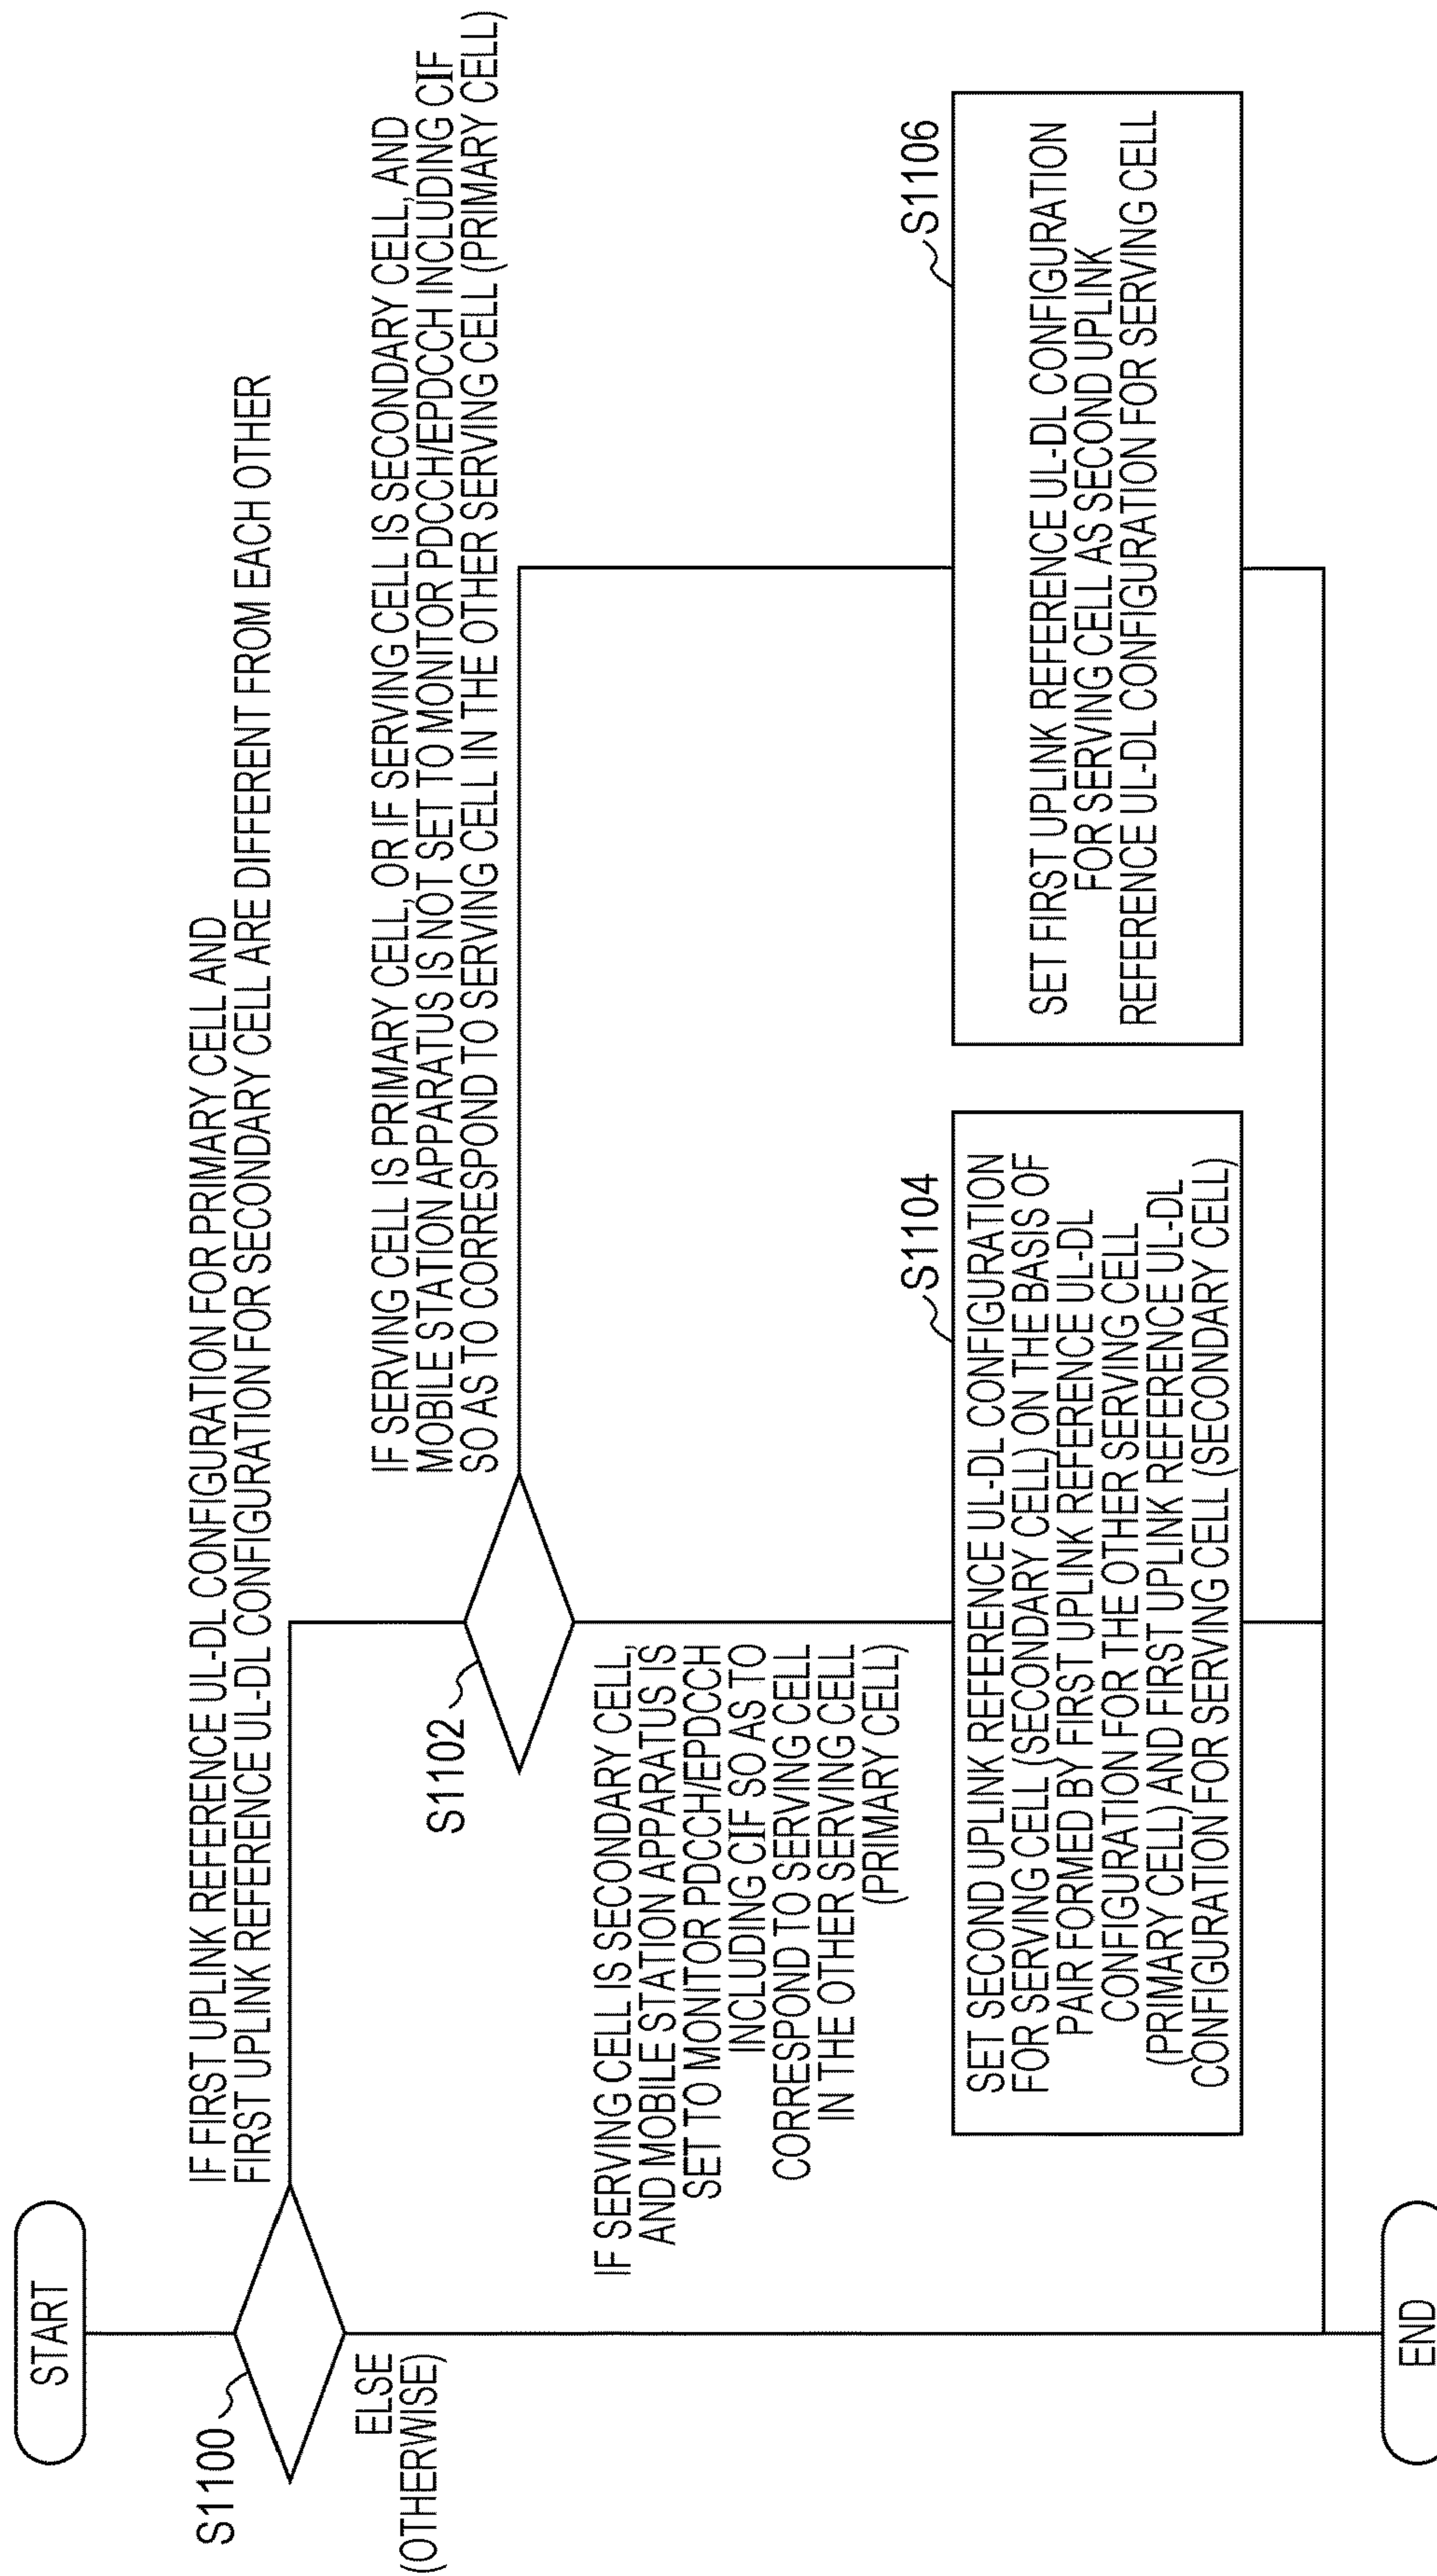 START
S1100
IF FIRST UPLINK REFERENCE UL-DL CONFIGURATION FOR PRIMARY CELL AND
FIRST UPLINK REFERENCE UL-DL CONFIGURATION FOR SECONDARY CELL ARE DIFFERENT FROM EACH OTHER
ELSE
(OTHERWISE)
S1102
IF SERVING CELL IS PRIMARY CELL, OR IF SERVING CELL IS SECONDARY CELL, AND
MOBILE STATION APPARATUS IS NOT SET TO MONITOR PDCCH/EPDCCH INCLUDING CIF
SO AS TO CORRESPOND TO SERVING CELL IN THE OTHER SERVING CELL (PRIMARY CELL)
IF SERVING CELL IS SECONDARY CELL,
AND MOBILE STATION APPARATUS IS
SET TO MONITOR PDCCH/EPDCCH
INCLUDING CIF SO AS TO
CORRESPOND TO SERVING CELL
IN THE OTHER SERVING CELL
(PRIMARY CELL)
S1104
SET SECOND UPLINK REFERENCE UL-DL CONFIGURATION
FOR SERVING CELL (SECONDARY CELL) ON THE BASIS OF
PAIR FORMED BY FIRST UPLINK REFERENCE UL-DL
CONFIGURATION FOR THE OTHER SERVING CELL
(PRIMARY CELL) AND FIRST UPLINK REFERENCE UL-DL
CONFIGURATION FOR SERVING CELL (SECONDARY CELL)
S1106
SET FIRST UPLINK REFERENCE UL-DL CONFIGURATION
FOR SERVING CELL AS SECOND UPLINK
REFERENCE UL-DL CONFIGURATION FOR SERVING CELL
END